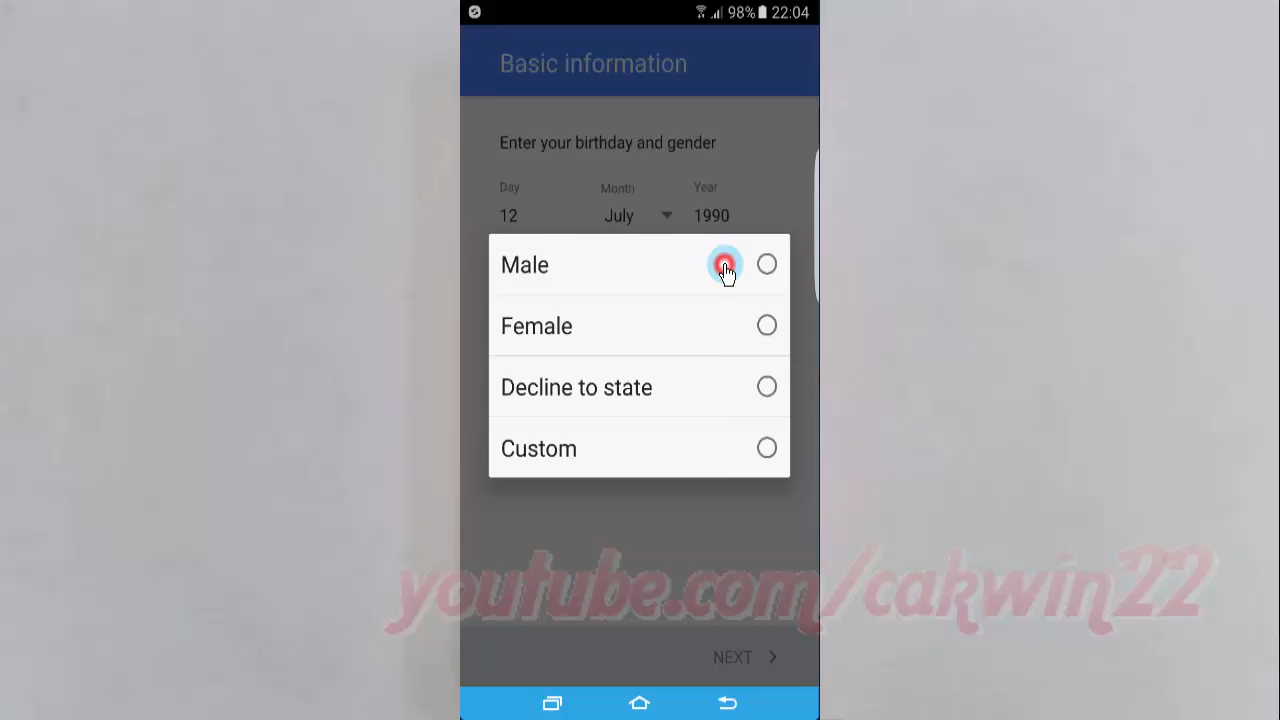 98% 22:04
Basic information
Enter your birthday and gender
Day Month Year
12 July 1990
Male
Female
Decline to state
Custom
youtube.com/cakwin22
NEXT